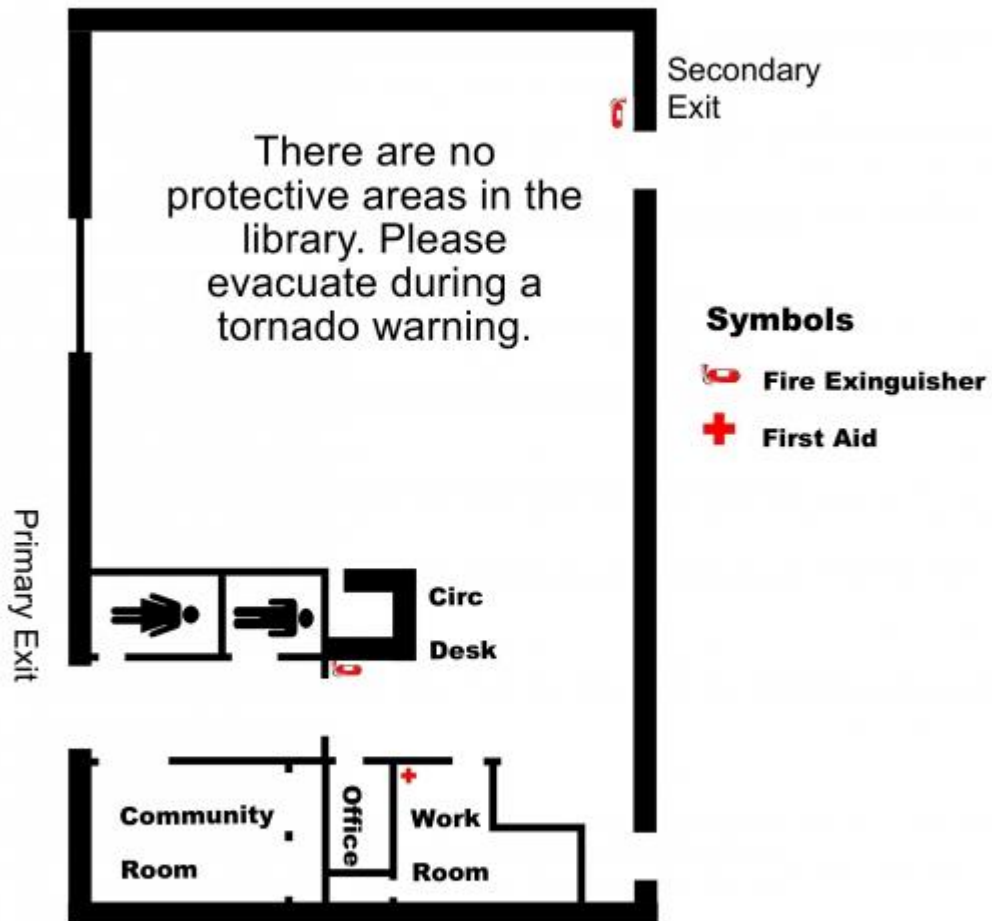 Secondary
Exit
There are no
protective areas in the
library. Please
evacuate during a
tornado warning.
Symbols
Fire Exinguisher
First Aid
Primary Exit
Circ
Desk
Community
Room
Office
Work
Room